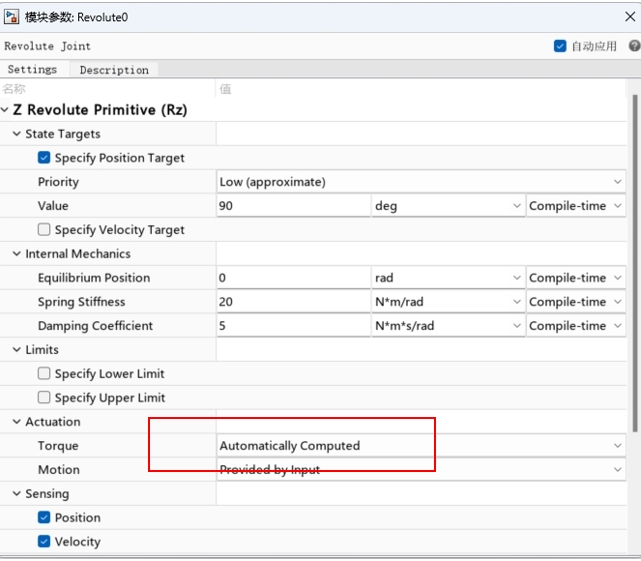 模块参数: Revolute0
Revolute Joint 自动应用
Settings Description
名称 值
Z Revolute Primitive (Rz)
State Targets
Specify Position Target
Priority Low (approximate)
Value 90 deg Compile-time
Specify Velocity Target
Internal Mechanics
Equilibrium Position 0 rad Compile-time
Spring Stiffness 20 N*m/rad Compile-time
Damping Coefficient 5 N*m*s/rad Compile-time
Limits
Specify Lower Limit
Specify Upper Limit
Actuation
Torque Automatically Computed
Motion Provided by Input
Sensing
Position
Velocity